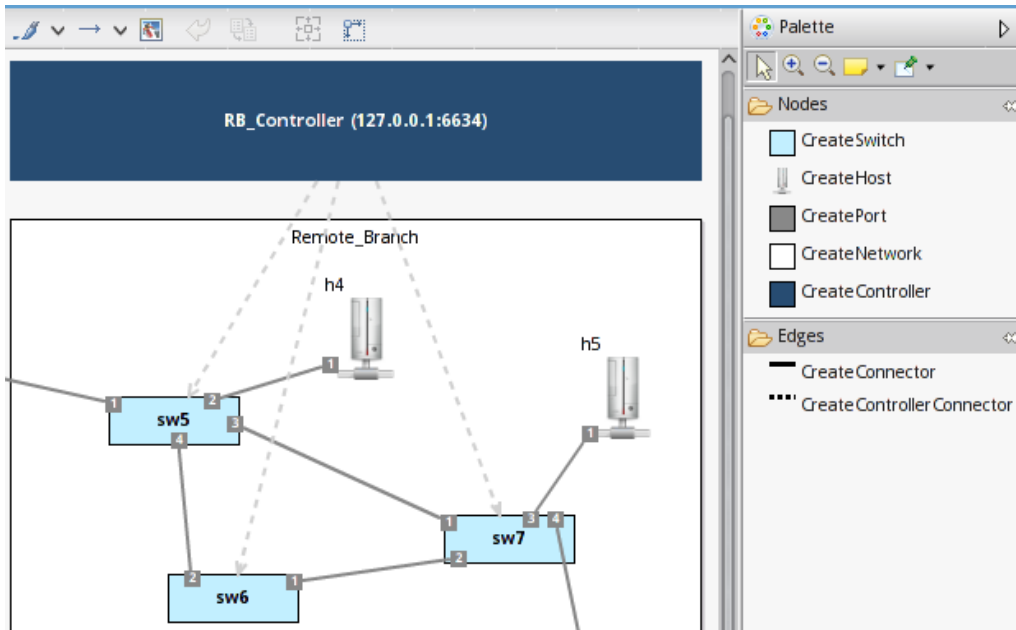 Palette
RB_Controller (127.0.0.1:6634)
Nodes
CreateSwitch
CreateHost
CreatePort
CreateNetwork
CreateController
Edges
CreateConnector
CreateControllerConnector
Remote_Branch
h4
h5
1
1
2
sw5
3
4
1
1
3
4
sw7
2
2
1
sw6